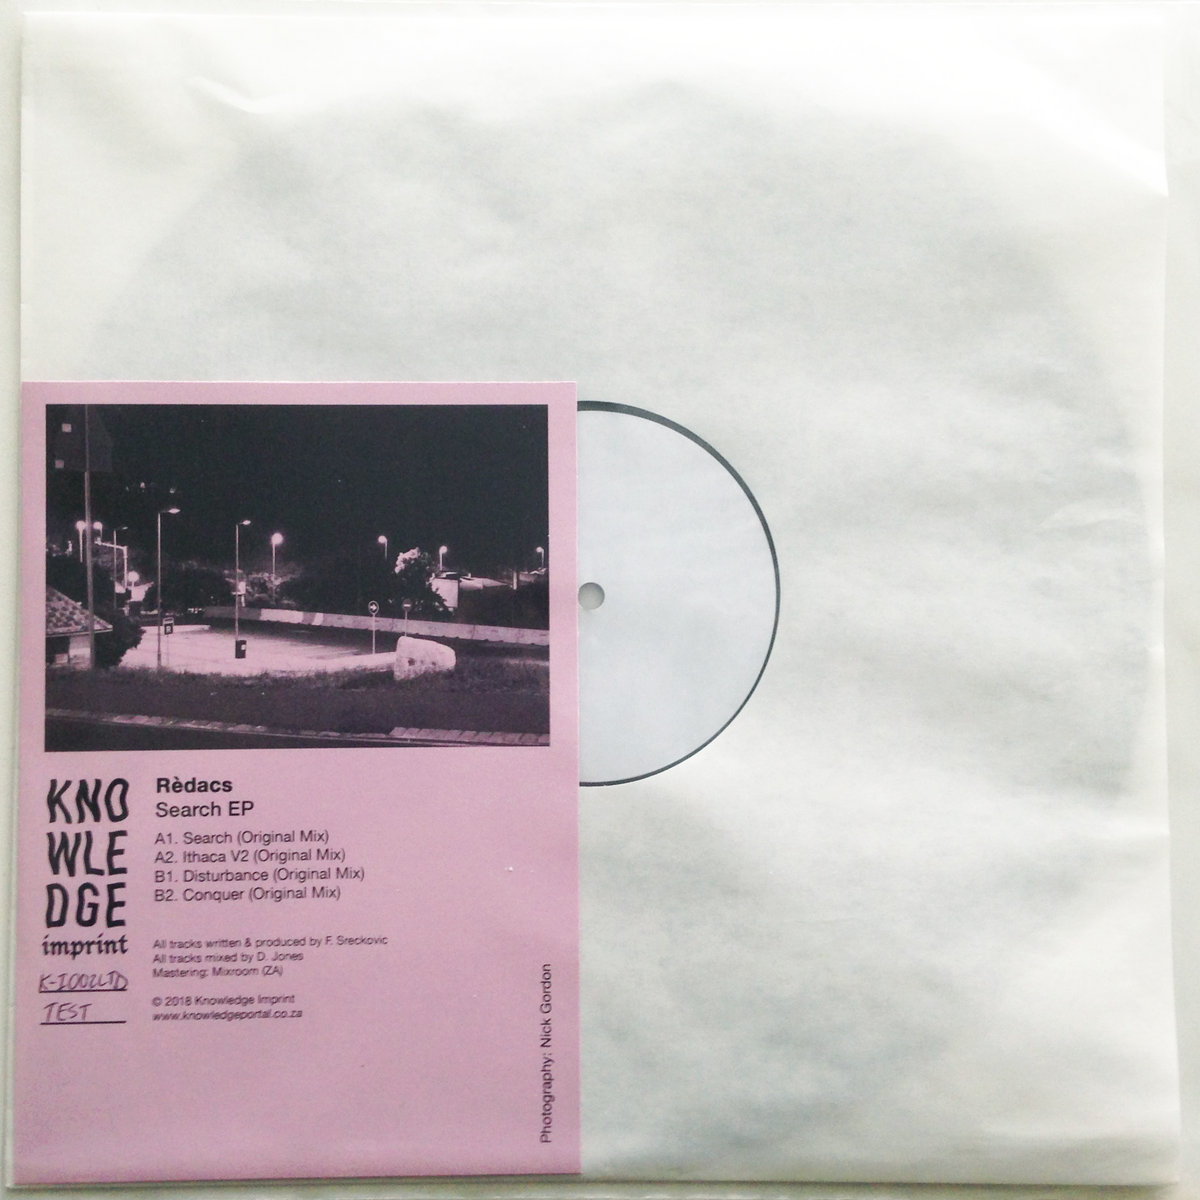 KNO
WLE
DGE
imprint
K-I002LTD
TEST
Rèdacs
Search EP
A1. Search (Original Mix)
A2. Ithaca V2 (Original Mix)
B1. Disturbance (Original Mix)
B2. Conquer (Original Mix)
All tracks written & produced by F. Sreckovic
All tracks mixed by D. Jones
Mastering: Mixroom (ZA)
© 2018 Knowledge Imprint
www.knowledgeportal.co.za
Photography: Nick Gordon